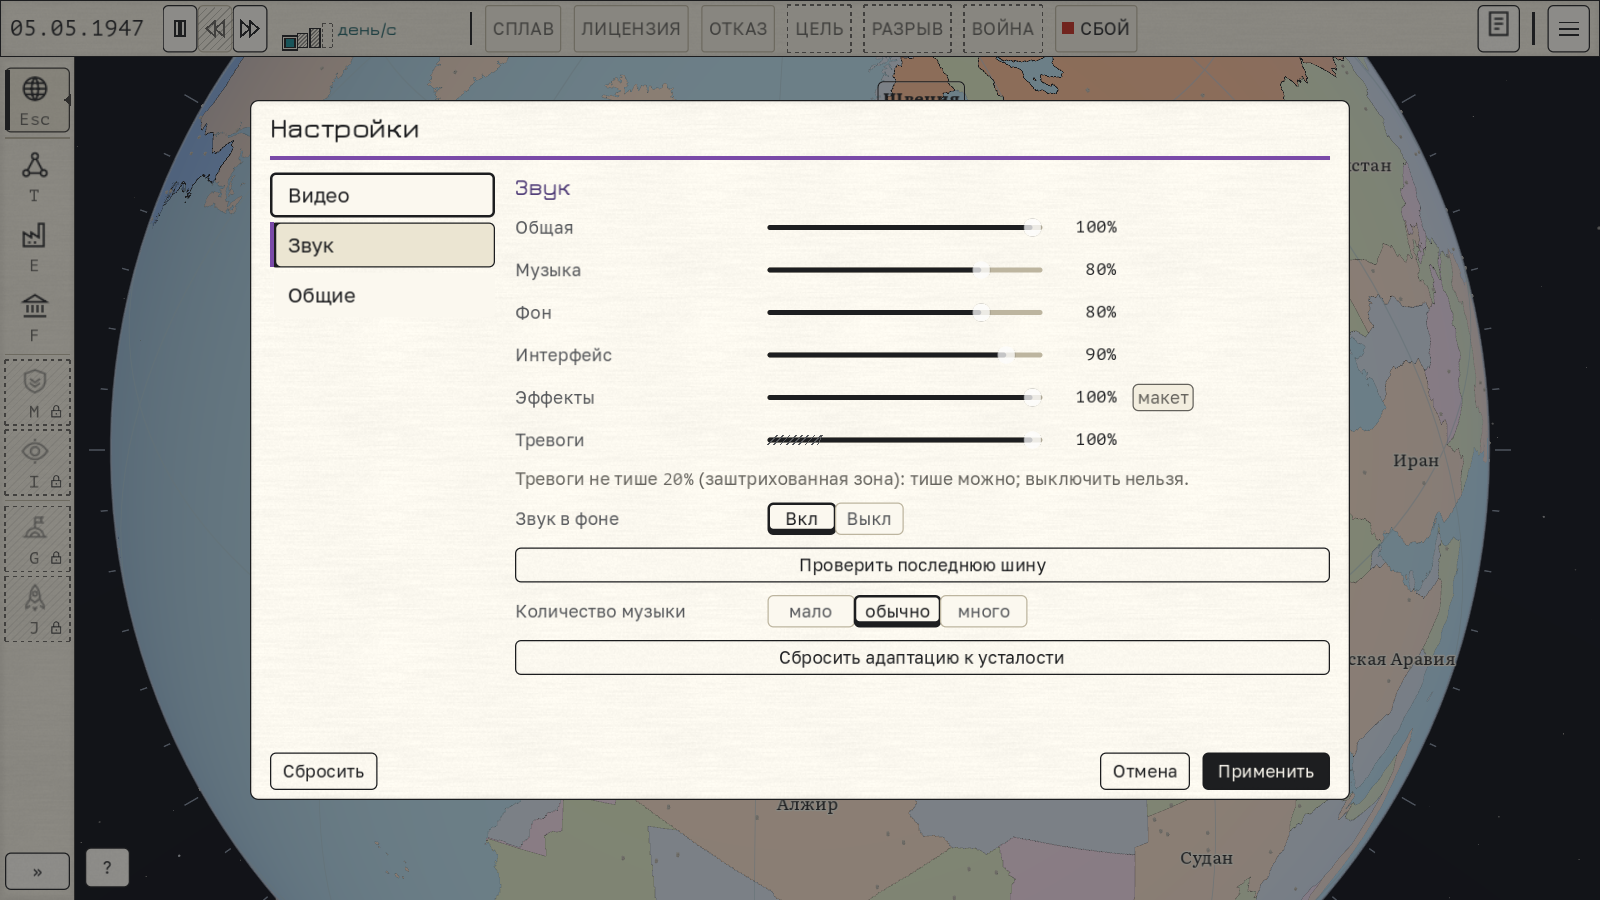 05.05.1947 день/с СПЛАВ ЛИЦЕНЗИЯ ОТКАЗ ЦЕЛЬ РАЗРЫВ ВОЙНА СБОЙ
Esc
T
E
F
M
I
G
J
»
?
Швеция
Настройки
Видео
Звук
Общие
Звук
Общая 100%
Музыка 80%
Фон 80%
Интерфейс 90%
Эффекты 100% макет
Тревоги 100%
Тревоги не тише 20% (заштрихованная зона): тише можно; выключить нельзя.
Звук в фоне Вкл Выкл
Проверить последнюю шину
Количество музыки мало обычно много
Сбросить адаптацию к усталости
Сбросить Отмена Применить
стан
Иран
ская Аравия
Алжир
Судан